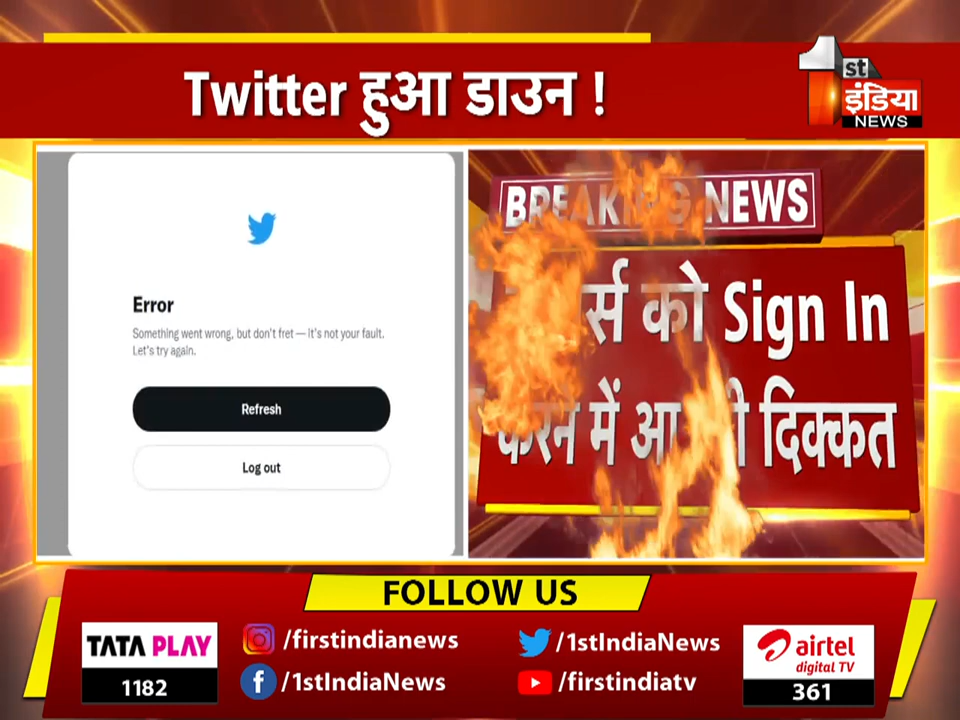 Twitter हुआ डाउन !
1st
इंडिया
NEWS
Error
Something went wrong, but don't fret — it's not your fault.
Let's try again.
Refresh
Log out
BREAKING NEWS
को Sign In
करने में दिक्कत
FOLLOW US
TATA PLAY
1182
/firstindianews
/1stIndiaNews
/1stIndiaNews
/firstindiatv
airtel
digital TV
361